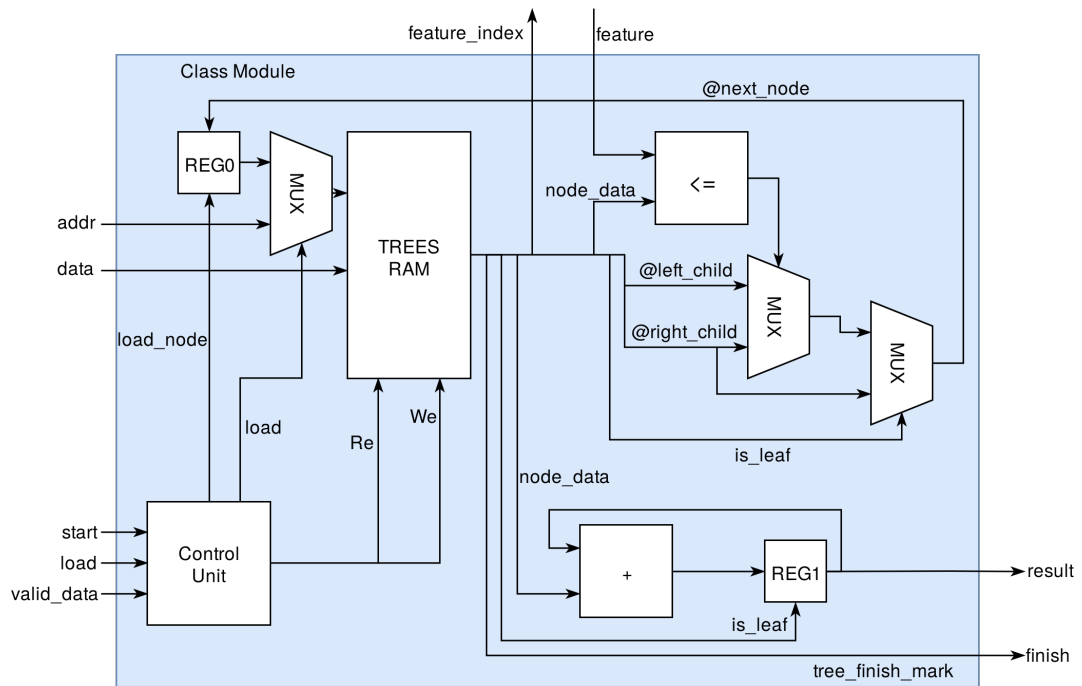 feature_index
feature
Class Module
@next_node
REG0
MUX
<=
node_data
addr
TREES
RAM
data
@left_child
MUX
@right_child
MUX
load_node
We
load
Re
is_leaf
node_data
start
Control
Unit
load
valid_data
+
REG1
result
is_leaf
finish
tree_finish_mark